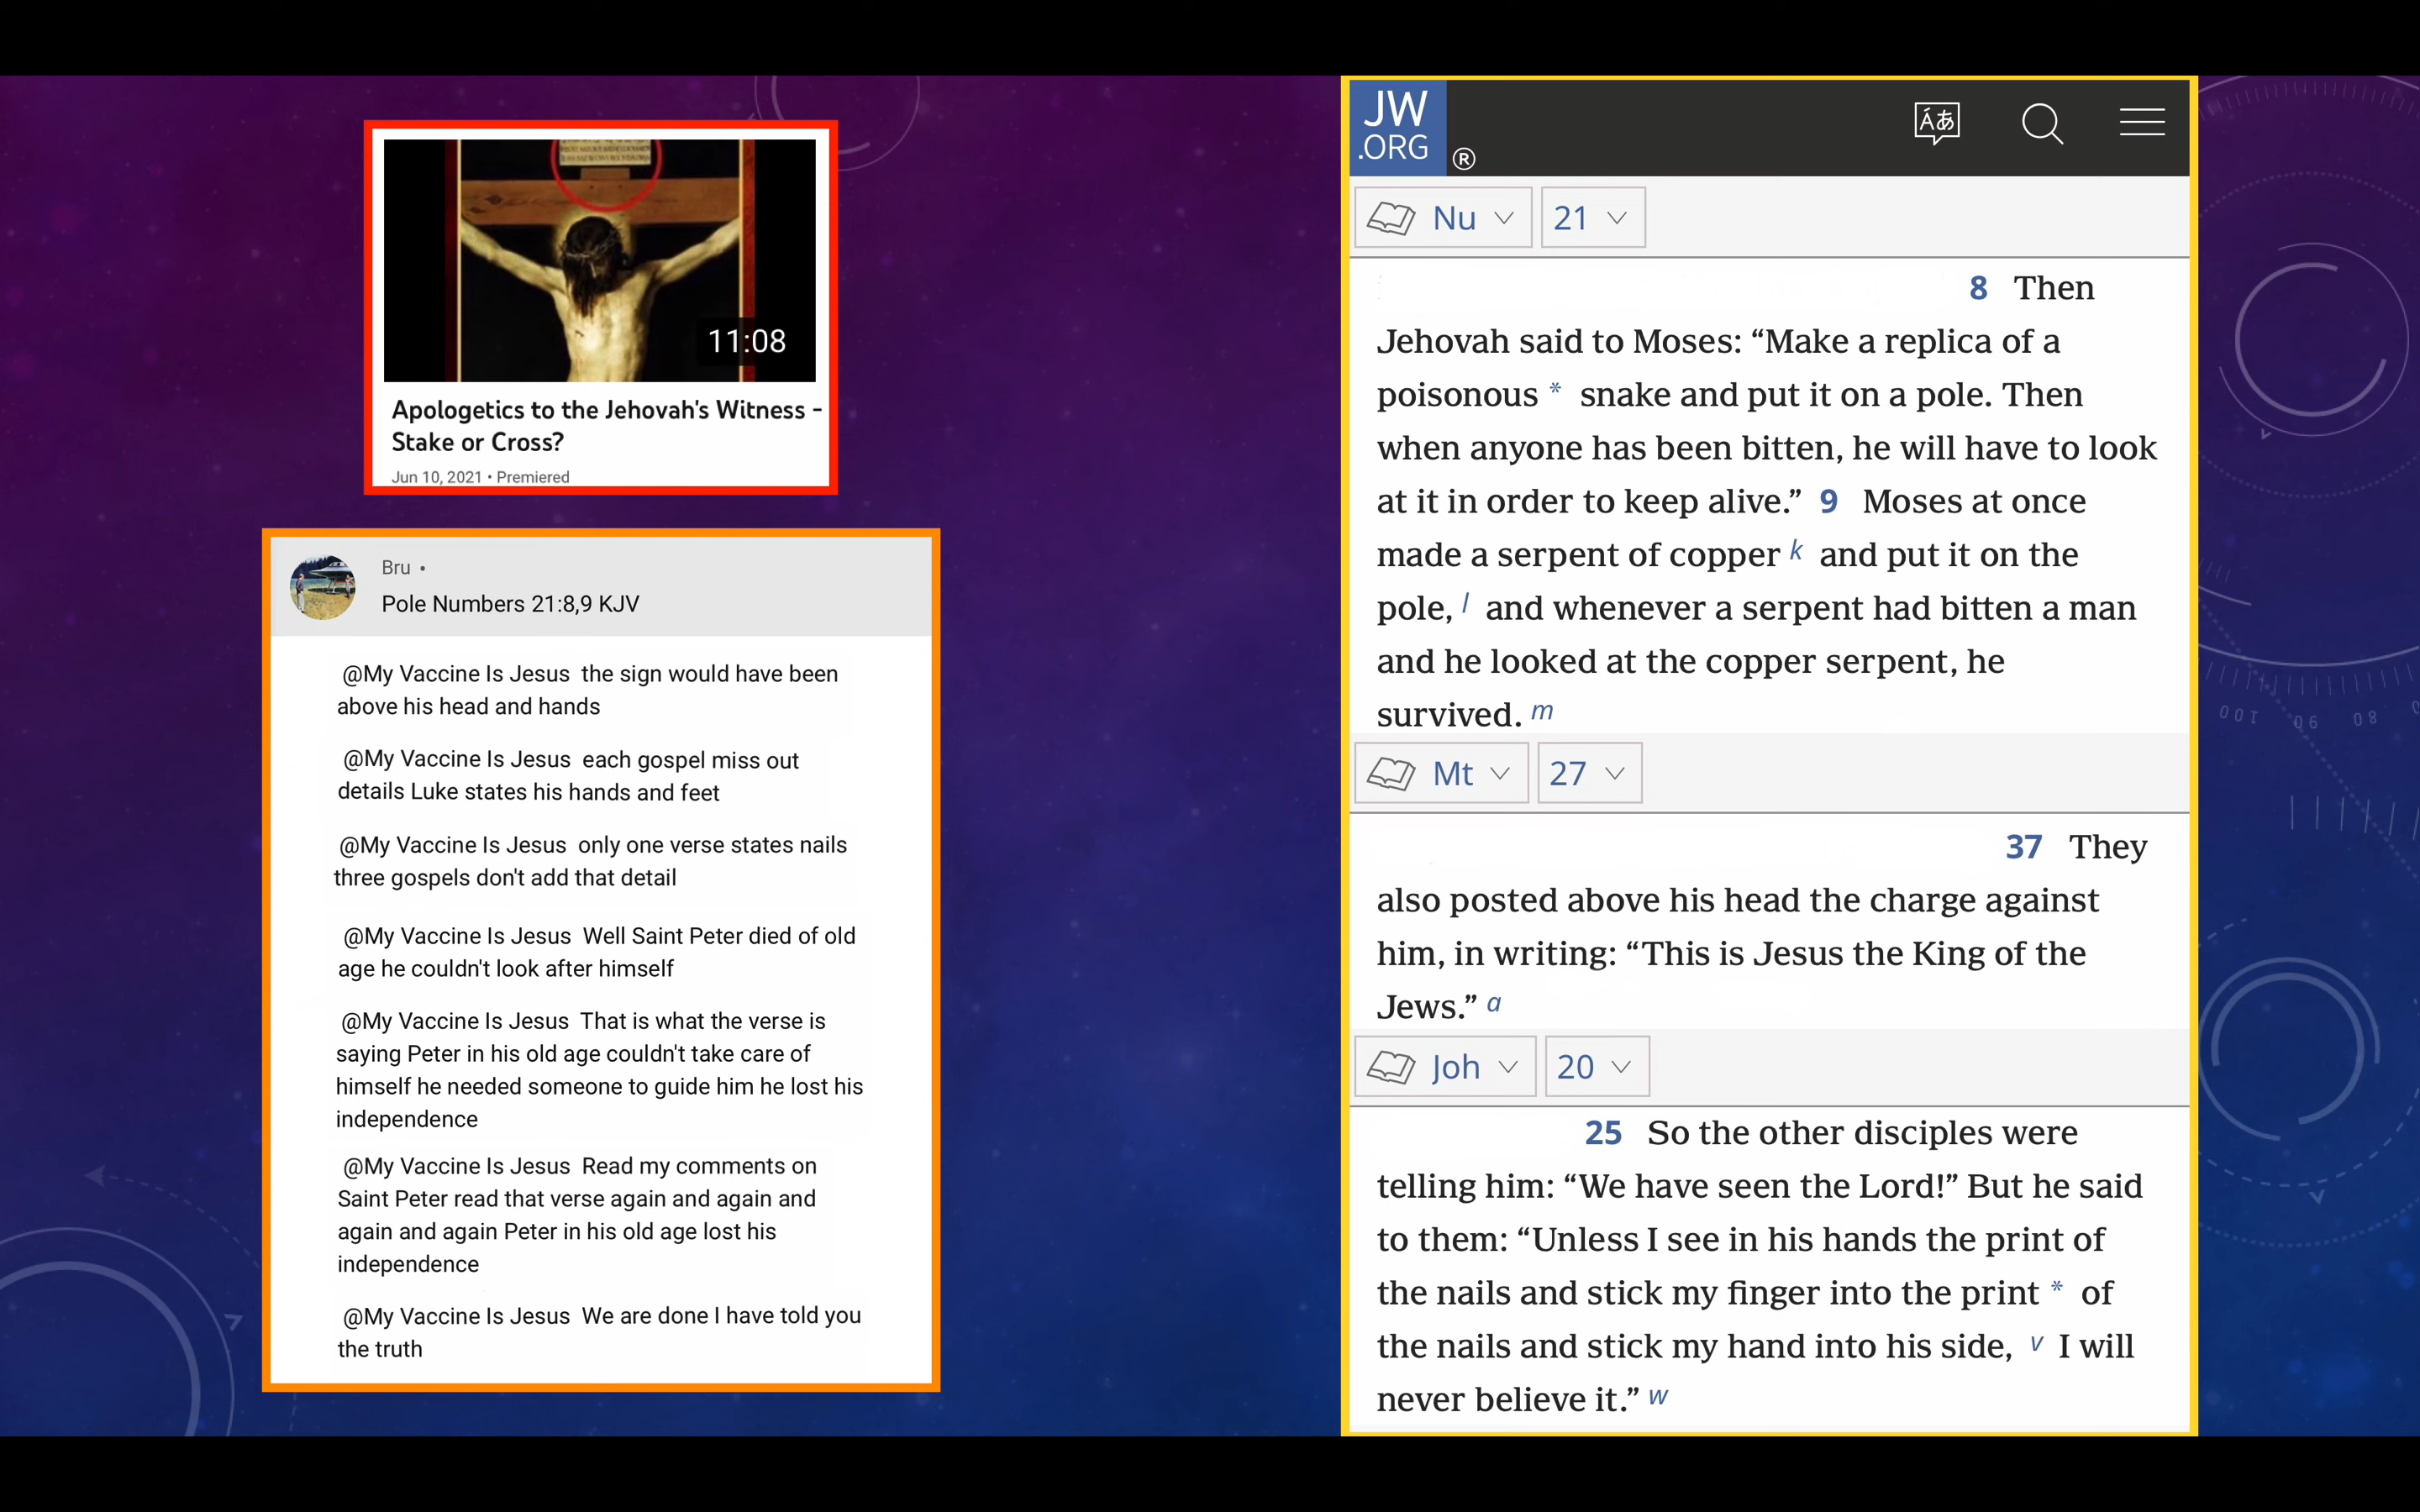 11:08
Apologetics to the Jehovah's Witness -
Stake or Cross?
Jun 10, 2021 • Premiered
Bru •
Pole Numbers 21:8,9 KJV
@My Vaccine Is Jesus the sign would have been
above his head and hands
@My Vaccine Is Jesus each gospel miss out
details Luke states his hands and feet
@My Vaccine Is Jesus only one verse states nails
three gospels don't add that detail
@My Vaccine Is Jesus Well Saint Peter died of old
age he couldn't look after himself
@My Vaccine Is Jesus That is what the verse is
saying Peter in his old age couldn't take care of
himself he needed someone to guide him he lost his
independence
@My Vaccine Is Jesus Read my comments on
Saint Peter read that verse again and again and
again and again Peter in his old age lost his
independence
@My Vaccine Is Jesus We are done I have told you
the truth
JW
.ORG ®
Áあ
Nu 21
8 Then
Jehovah said to Moses: “Make a replica of a
poisonous * snake and put it on a pole. Then
when anyone has been bitten, he will have to look
at it in order to keep alive.” 9 Moses at once
made a serpent of copper k and put it on the
pole, l and whenever a serpent had bitten a man
and he looked at the copper serpent, he
survived. m
Mt 27
37 They
also posted above his head the charge against
him, in writing: “This is Jesus the King of the
Jews.” a
Joh 20
25 So the other disciples were
telling him: “We have seen the Lord!” But he said
to them: “Unless I see in his hands the print of
the nails and stick my finger into the print * of
the nails and stick my hand into his side, v I will
never believe it.” w